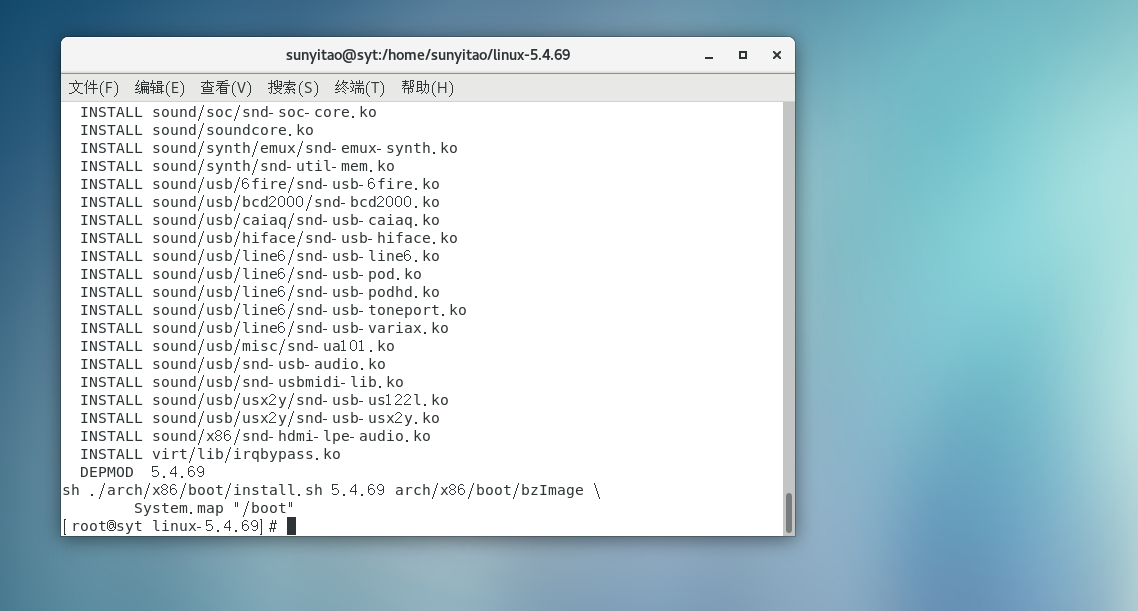 sunyitao@syt:/home/sunyitao/linux-5.4.69
文件(F) 编辑(E) 查看(V) 搜索(S) 终端(T) 帮助(H)
INSTALL sound/soc/snd-soc-core.ko
INSTALL sound/soundcore.ko
INSTALL sound/synth/emux/snd-emux-synth.ko
INSTALL sound/synth/snd-util-mem.ko
INSTALL sound/usb/6fire/snd-usb-6fire.ko
INSTALL sound/usb/bcd2000/snd-bcd2000.ko
INSTALL sound/usb/caiaq/snd-usb-caiaq.ko
INSTALL sound/usb/hiface/snd-usb-hiface.ko
INSTALL sound/usb/line6/snd-usb-line6.ko
INSTALL sound/usb/line6/snd-usb-pod.ko
INSTALL sound/usb/line6/snd-usb-podhd.ko
INSTALL sound/usb/line6/snd-usb-toneport.ko
INSTALL sound/usb/line6/snd-usb-variax.ko
INSTALL sound/usb/misc/snd-ua101.ko
INSTALL sound/usb/snd-usb-audio.ko
INSTALL sound/usb/snd-usbmidi-lib.ko
INSTALL sound/usb/usx2y/snd-usb-us122l.ko
INSTALL sound/usb/usx2y/snd-usb-usx2y.ko
INSTALL sound/x86/snd-hdmi-lpe-audio.ko
INSTALL virt/lib/irqbypass.ko
DEPMOD  5.4.69
sh ./arch/x86/boot/install.sh 5.4.69 arch/x86/boot/bzImage \
System.map "/boot"
[root@syt linux-5.4.69]#